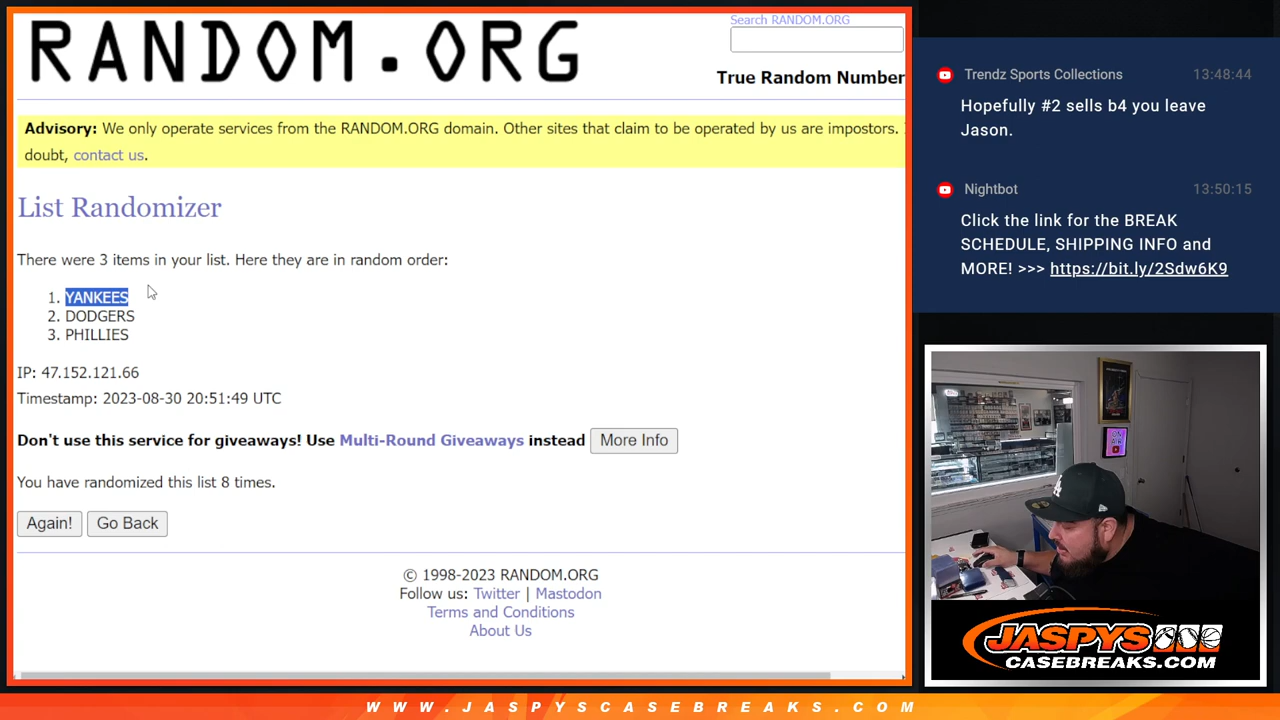 RANDOM.ORG
Search RANDOM.ORG
True Random Number
Advisory: We only operate services from the RANDOM.ORG domain. Other sites that claim to be operated by us are impostors.
doubt, contact us.
List Randomizer
There were 3 items in your list. Here they are in random order:
1. YANKEES
2. DODGERS
3. PHILLIES
IP: 47.152.121.66
Timestamp: 2023-08-30 20:51:49 UTC
Don't use this service for giveaways! Use Multi-Round Giveaways instead More Info
You have randomized this list 8 times.
Again! Go Back
© 1998-2023 RANDOM.ORG
Follow us: Twitter | Mastodon
Terms and Conditions
About Us
Trendz Sports Collections 13:48:44
Hopefully #2 sells b4 you leave
Jason.
Nightbot 13:50:15
Click the link for the BREAK
SCHEDULE, SHIPPING INFO and
MORE! >>> https://bit.ly/2Sdw6K9
ON
AIR
LA
JASPYS
CASEBREAKS.COM
WWW.JASPYSCASEBREAKS.COM